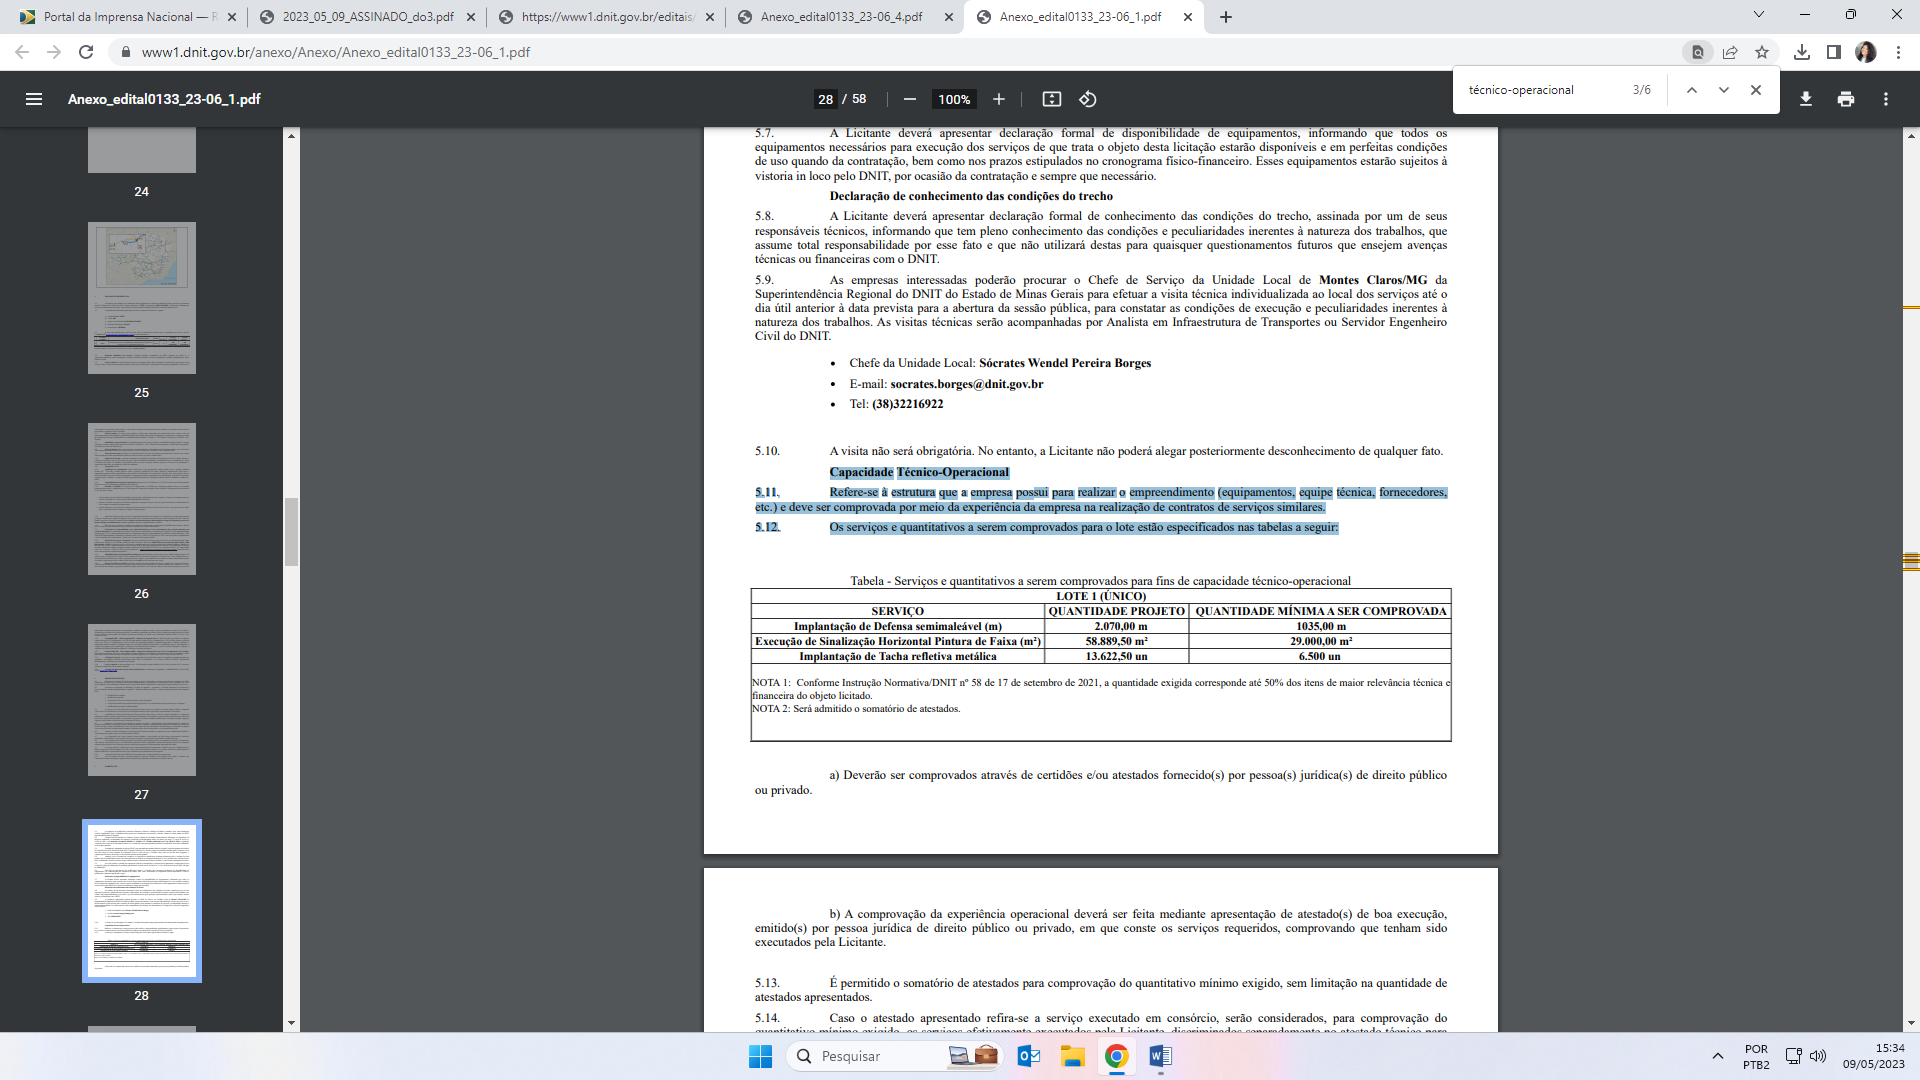 Portal da Imprensa Nacional — R
2023_05_09_ASSINADO_do3.pdf
https://www1.dnit.gov.br/editais/
Anexo_edital0133_23-06_4.pdf
Anexo_edital0133_23-06_1.pdf
www1.dnit.gov.br/anexo/Anexo/Anexo_edital0133_23-06_1.pdf
técnico-operacional 3/6
Anexo_edital0133_23-06_1.pdf
28 / 58
100%
24
25
26
27
28
5.7. A Licitante deverá apresentar declaração formal de disponibilidade de equipamentos, informando que todos os
equipamentos necessários para execução dos serviços de que trata o objeto desta licitação estarão disponíveis e em perfeitas condições
de uso quando da contratação, bem como nos prazos estipulados no cronograma físico-financeiro. Esses equipamentos estarão sujeitos à
vistoria in loco pelo DNIT, por ocasião da contratação e sempre que necessário.
Declaração de conhecimento das condições do trecho
5.8. A Licitante deverá apresentar declaração formal de conhecimento das condições do trecho, assinada por um de seus
responsáveis técnicos, informando que tem pleno conhecimento das condições e peculiaridades inerentes à natureza dos trabalhos, que
assume total responsabilidade por esse fato e que não utilizará destas para quaisquer questionamentos futuros que ensejem avenças
técnicas ou financeiras com o DNIT.
5.9. As empresas interessadas poderão procurar o Chefe de Serviço da Unidade Local de Montes Claros/MG da
Superintendência Regional do DNIT do Estado de Minas Gerais para efetuar a visita técnica individualizada ao local dos serviços até o
dia útil anterior à data prevista para a abertura da sessão pública, para constatar as condições de execução e peculiaridades inerentes à
natureza dos trabalhos. As visitas técnicas serão acompanhadas por Analista em Infraestrutura de Transportes ou Servidor Engenheiro
Civil do DNIT.
• Chefe da Unidade Local: Sócrates Wendel Pereira Borges
• E-mail: socrates.borges@dnit.gov.br
• Tel: (38)32216922
5.10. A visita não será obrigatória. No entanto, a Licitante não poderá alegar posteriormente desconhecimento de qualquer fato.
Capacidade Técnico-Operacional
5.11. Refere-se à estrutura que a empresa possui para realizar o empreendimento (equipamentos, equipe técnica, fornecedores,
etc.) e deve ser comprovada por meio da experiência da empresa na realização de contratos de serviços similares.
5.12. Os serviços e quantitativos a serem comprovados para o lote estão especificados nas tabelas a seguir:
Tabela - Serviços e quantitativos a serem comprovados para fins de capacidade técnico-operacional
LOTE 1 (ÚNICO)
SERVIÇO QUANTIDADE PROJETO QUANTIDADE MÍNIMA A SER COMPROVADA
Implantação de Defensa semimaleável (m) 2.070,00 m 1035,00 m
Execução de Sinalização Horizontal Pintura de Faixa (m²) 58.889,50 m² 29.000,00 m²
Implantação de Tacha refletiva metálica 13.622,50 un 6.500 un
NOTA 1: Conforme Instrução Normativa/DNIT nº 58 de 17 de setembro de 2021, a quantidade exigida corresponde até 50% dos itens de maior relevância técnica e
financeira do objeto licitado.
NOTA 2: Será admitido o somatório de atestados.
a) Deverão ser comprovados através de certidões e/ou atestados fornecido(s) por pessoa(s) jurídica(s) de direito público
ou privado.
b) A comprovação da experiência operacional deverá ser feita mediante apresentação de atestado(s) de boa execução,
emitido(s) por pessoa jurídica de direito público ou privado, em que conste os serviços requeridos, comprovando que tenham sido
executados pela Licitante.
5.13. É permitido o somatório de atestados para comprovação do quantitativo mínimo exigido, sem limitação na quantidade de
atestados apresentados.
5.14. Caso o atestado apresentado refira-se a serviço executado em consórcio, serão considerados, para comprovação do
quantitativo mínimo exigido, os serviços efetivamente executados pela Licitante, discriminados separadamente no atestado técnico para
Pesquisar
POR
PTB2
15:34
09/05/2023